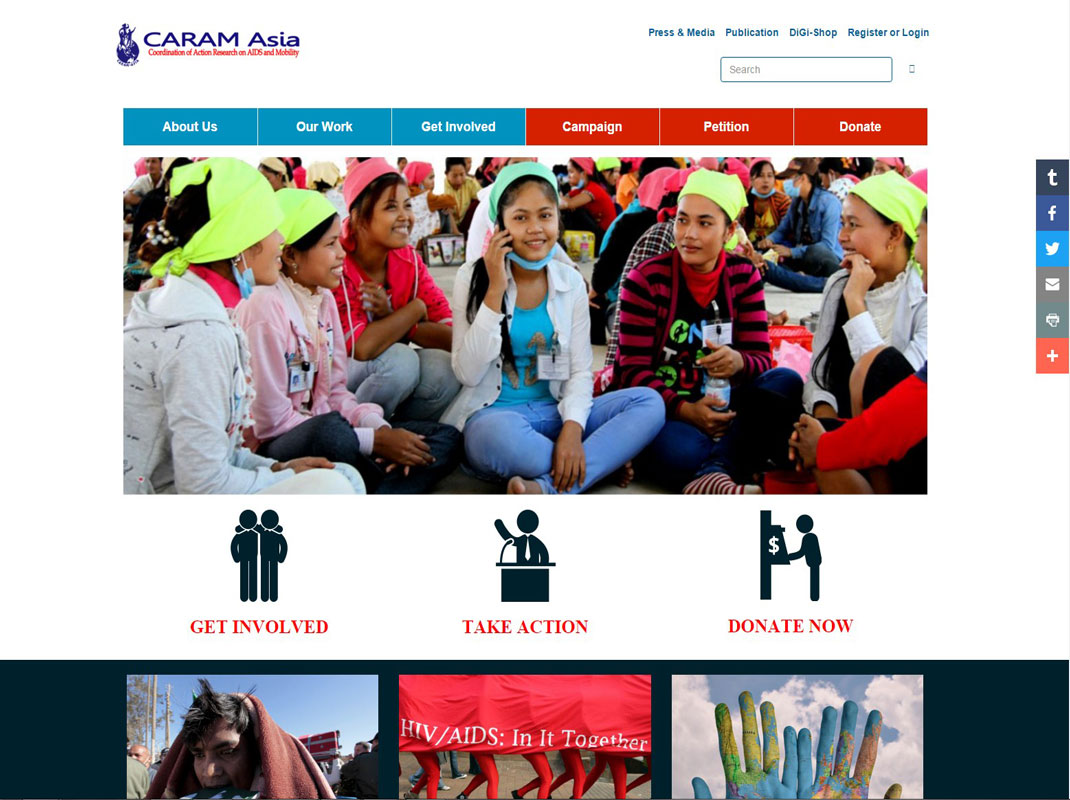 CARAM Asia
Coordination of Action Research on AIDS and Mobility
Press & Media Publication DiGi-Shop Register or Login
Search
About Us Our Work Get Involved Campaign Petition Donate
t
f
$
GET INVOLVED TAKE ACTION DONATE NOW
HIV/AIDS: In It Together